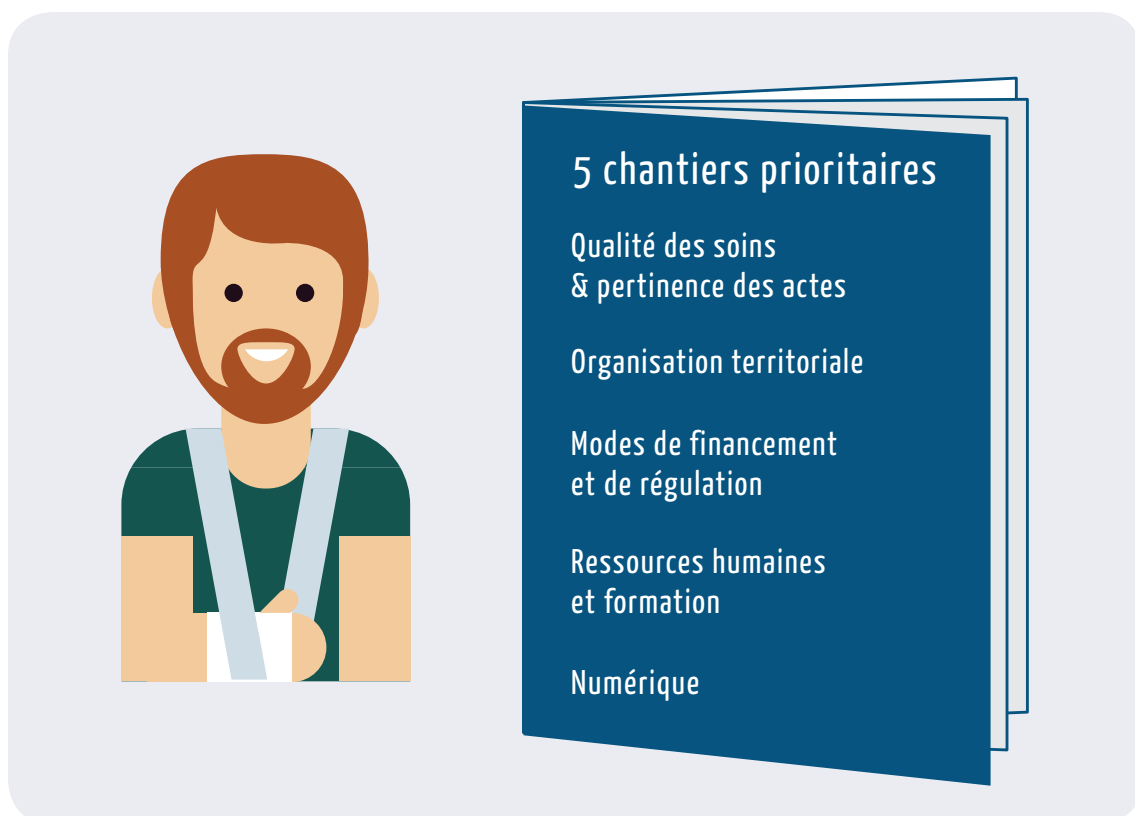 5 chantiers prioritaires
Qualité des soins
& pertinence des actes
Organisation territoriale
Modes de financement
et de régulation
Ressources humaines
et formation
Numérique